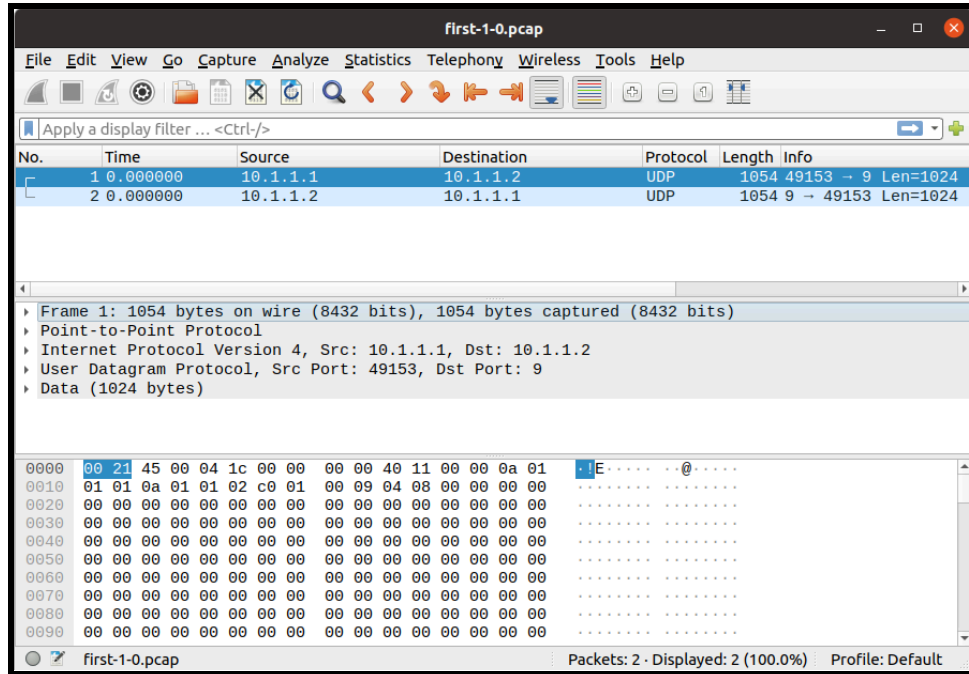 first-1-0.pcap
File Edit View Go Capture Analyze Statistics Telephony Wireless Tools Help
Apply a display filter … <Ctrl-/>
No. Time Source Destination Protocol Length Info
1 0.000000 10.1.1.1 10.1.1.2 UDP 1054 49153 → 9 Len=1024
2 0.000000 10.1.1.2 10.1.1.1 UDP 1054 9 → 49153 Len=1024
Frame 1: 1054 bytes on wire (8432 bits), 1054 bytes captured (8432 bits)
Point-to-Point Protocol
Internet Protocol Version 4, Src: 10.1.1.1, Dst: 10.1.1.2
User Datagram Protocol, Src Port: 49153, Dst Port: 9
Data (1024 bytes)
0000 00 21 45 00 04 1c 00 00 00 00 40 11 00 00 0a 01 ·!E····· ··@·····
0010 01 01 0a 01 01 02 c0 01 00 09 04 08 00 00 00 00 ········ ········
0020 00 00 00 00 00 00 00 00 00 00 00 00 00 00 00 00 ········ ········
0030 00 00 00 00 00 00 00 00 00 00 00 00 00 00 00 00 ········ ········
0040 00 00 00 00 00 00 00 00 00 00 00 00 00 00 00 00 ········ ········
0050 00 00 00 00 00 00 00 00 00 00 00 00 00 00 00 00 ········ ········
0060 00 00 00 00 00 00 00 00 00 00 00 00 00 00 00 00 ········ ········
0070 00 00 00 00 00 00 00 00 00 00 00 00 00 00 00 00 ········ ········
0080 00 00 00 00 00 00 00 00 00 00 00 00 00 00 00 00 ········ ········
0090 00 00 00 00 00 00 00 00 00 00 00 00 00 00 00 00 ········ ········
first-1-0.pcap Packets: 2 · Displayed: 2 (100.0%) Profile: Default